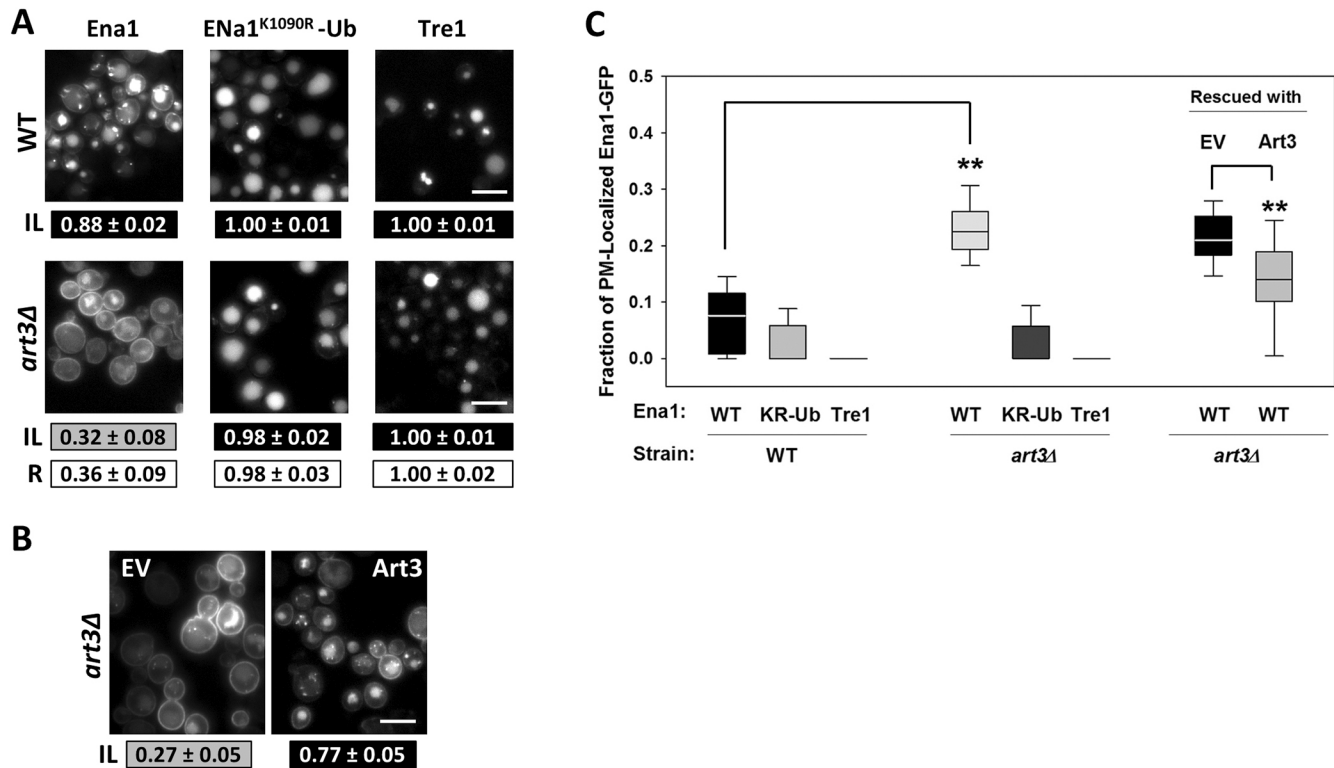 A
Ena1 ENa1K1090R -Ub Tre1
WT
IL 0.88 ± 0.02 1.00 ± 0.01 1.00 ± 0.01
art3Δ
IL 0.32 ± 0.08 0.98 ± 0.02 1.00 ± 0.01
R 0.36 ± 0.09 0.98 ± 0.03 1.00 ± 0.02
B
art3Δ
EV Art3
IL 0.27 ± 0.05 0.77 ± 0.05
C
Fraction of PM-Localized Ena1-GFP
0.5
0.4
0.3
0.2
0.1
0.0
Rescued with
EV Art3
**
**
Ena1: WT KR-Ub Tre1 WT KR-Ub Tre1 WT WT
Strain: WT art3Δ art3Δ